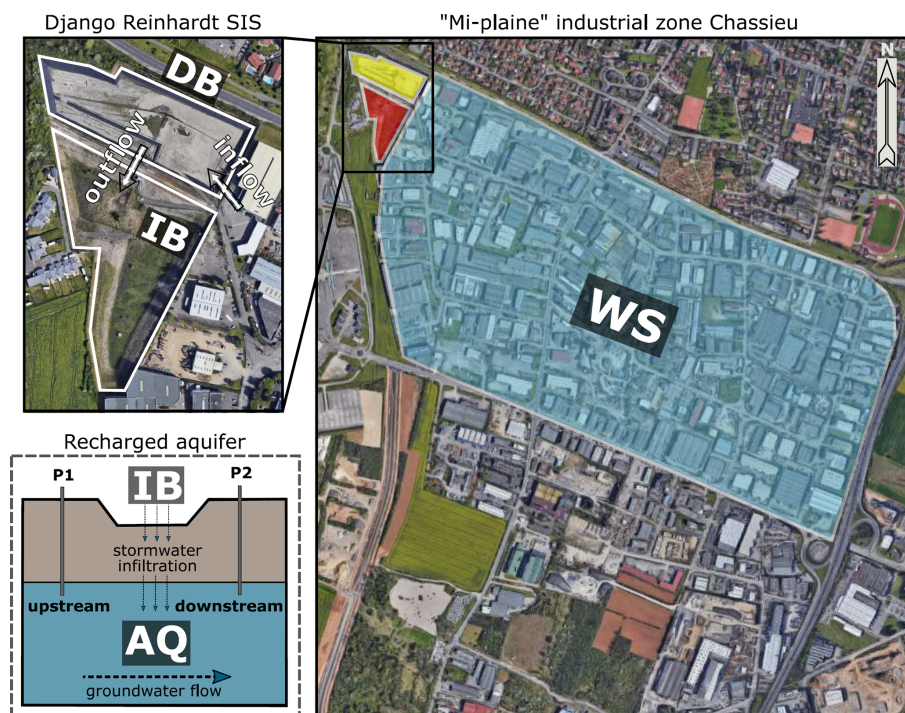 Django Reinhardt SIS
"Mi-plaine" industrial zone Chassieu
DB
outflow
inflow
IB
N
WS
Recharged aquifer
P1
IB
P2
stormwater
infiltration
upstream
downstream
AQ
groundwater flow